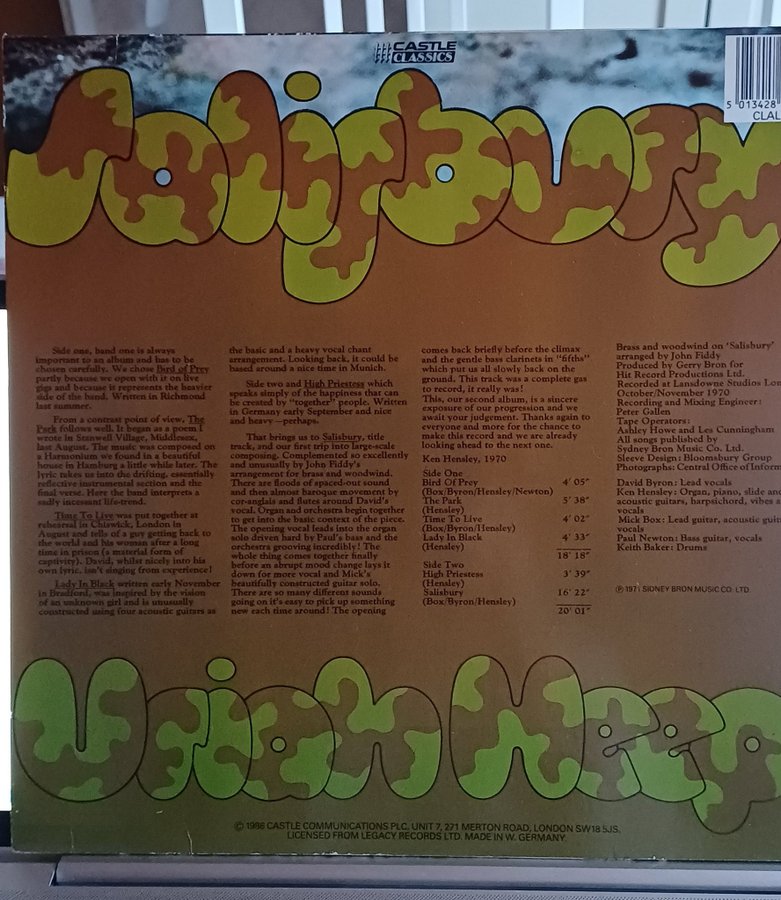 CASTLE
CLASSICS
5 013428
CLAL
Salisbury
Side one, band one is always
important to an album and has to be
chosen carefully. We chose Bird of Prey
partly because we open with it on live
gigs and because it represents the heavier
side of the band. Written in Richmond
last summer.
From a contrast point of view, The
Park follows well. It began as a poem I
wrote in Stanwell Village, Middlesex,
last August. The music was composed on
a Harmonium we found in a beautiful
house in Hamburg a little while later. The
lyric takes us into the drifting, essentially
reflective instrumental section and the
final verse. Here the band interprets a
sadly incessant life-trend.
Time To Live was put together at
rehearsal in Chiswick, London in
August and tells of a guy getting back to
the world and his woman after a long
time in prison (a material form of
captivity). David, whilst nicely into his
own lyric, isn't singing from experience!
Lady In Black written early November
in Bradford, was inspired by the vision
of an unknown girl and is unusually
constructed using four acoustic guitars as
the basic and a heavy vocal chant
arrangement. Looking back, it could be
based around a nice time in Munich.
Side two and High Priestess which
speaks simply of the happiness that can
be created by "together" people. Written
in Germany early September and nice
and heavy—perhaps.
That brings us to Salisbury, title
track, and our first trip into large-scale
composing. Complemented so excellently
and unusually by John Fiddy's
arrangement for brass and woodwind.
There are floods of spaced-out sound
and then almost baroque movement by
cor-anglais and flutes around David's
vocal. Organ and orchestra begin together
to get into the basic context of the piece.
The opening vocal leads into the organ
solo driven hard by Paul's bass and the
orchestra grooving incredibly! The
whole thing comes together finally
before an abrupt mood change lays it
down for more vocal and Mick's
beautifully constructed guitar solo.
There are so many different sounds
going on it's easy to pick up something
new each time around! The opening
comes back briefly before the climax
and the gentle bass clarinets in "fifths"
which put us all slowly back on the
ground. This track was a complete gas
to record, it really was!
This, our second album, is a sincere
exposure of our progression and we
await your judgement. Thanks again to
everyone and more for the chance to
make this record and we are already
looking ahead to the next one.
Ken Hensley, 1970
Side One
Bird Of Prey 4' 05"
(Box/Byron/Hensley/Newton)
The Park 5' 38"
(Hensley)
Time To Live 4' 02"
(Box/Byron/Hensley)
Lady In Black 4' 33"
(Hensley)
18' 18"
Side Two
High Priestess 3' 39"
(Hensley)
Salisbury 16' 22"
(Box/Byron/Hensley)
20' 01"
Brass and woodwind on 'Salisbury'
arranged by John Fiddy
Produced by Gerry Bron for
Hit Record Productions Ltd.
Recorded at Lansdowne Studios Lon
October/November 1970
Recording and Mixing Engineer:
Peter Gallen
Tape Operators:
Ashley Howe and Les Cunningham
All songs published by
Sydney Bron Music Co. Ltd.
Sleeve Design: Bloomsbury Group
Photographs: Central Office of Inform
David Byron: Lead vocals
Ken Hensley: Organ, piano, slide and
acoustic guitars, harpsichord, vibes a
vocals
Mick Box: Lead guitar, acoustic guit
vocals
Paul Newton: Bass guitar, vocals
Keith Baker: Drums
℗ 1971 SIDNEY BRON MUSIC CO. LTD.
Uriah Heep
© 1986 CASTLE COMMUNICATIONS PLC, UNIT 7, 271 MERTON ROAD, LONDON SW18 5JS.
LICENSED FROM LEGACY RECORDS LTD. MADE IN W. GERMANY